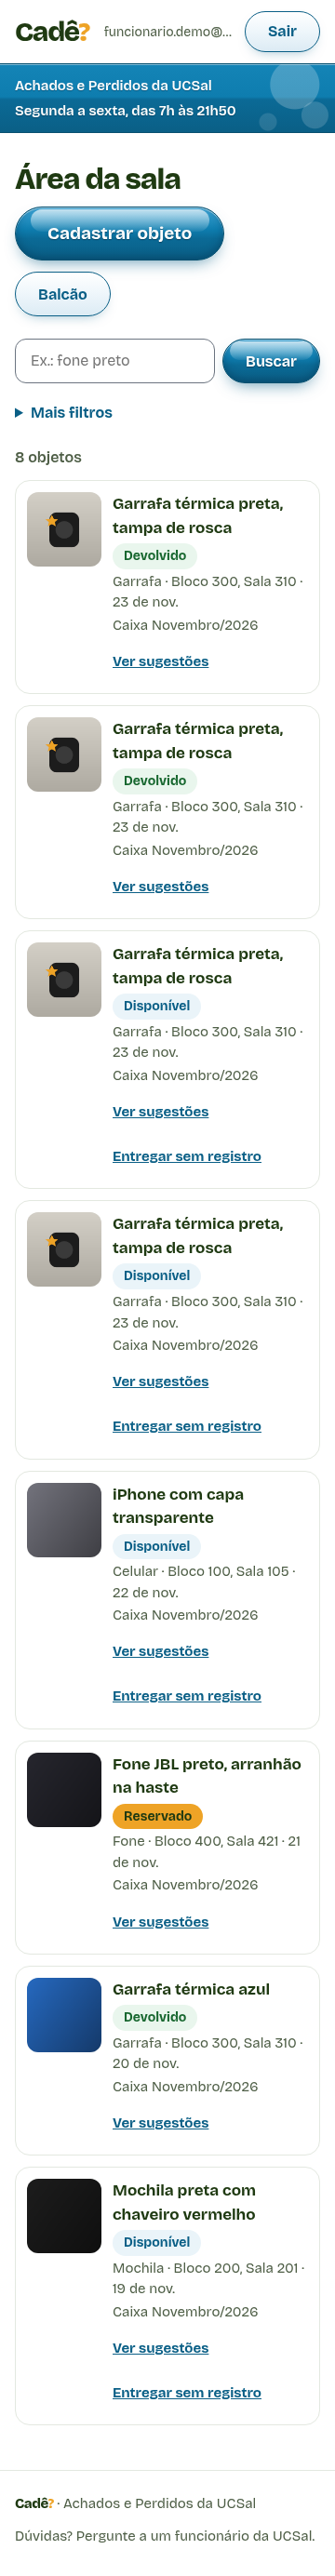 Cadê? funcionario.demo@... Sair
Achados e Perdidos da UCSal
Segunda a sexta, das 7h às 21h50
Área da sala
Cadastrar objeto
Balcão
Ex.: fone preto Buscar
Mais filtros
8 objetos
Garrafa térmica preta,
tampa de rosca
Devolvido
Garrafa · Bloco 300, Sala 310 ·
23 de nov.
Caixa Novembro/2026
Ver sugestões
Garrafa térmica preta,
tampa de rosca
Devolvido
Garrafa · Bloco 300, Sala 310 ·
23 de nov.
Caixa Novembro/2026
Ver sugestões
Garrafa térmica preta,
tampa de rosca
Disponível
Garrafa · Bloco 300, Sala 310 ·
23 de nov.
Caixa Novembro/2026
Ver sugestões
Entregar sem registro
Garrafa térmica preta,
tampa de rosca
Disponível
Garrafa · Bloco 300, Sala 310 ·
23 de nov.
Caixa Novembro/2026
Ver sugestões
Entregar sem registro
iPhone com capa
transparente
Disponível
Celular · Bloco 100, Sala 105 ·
22 de nov.
Caixa Novembro/2026
Ver sugestões
Entregar sem registro
Fone JBL preto, arranhão
na haste
Reservado
Fone · Bloco 400, Sala 421 · 21
de nov.
Caixa Novembro/2026
Ver sugestões
Garrafa térmica azul
Devolvido
Garrafa · Bloco 300, Sala 310 ·
20 de nov.
Caixa Novembro/2026
Ver sugestões
Mochila preta com
chaveiro vermelho
Disponível
Mochila · Bloco 200, Sala 201 ·
19 de nov.
Caixa Novembro/2026
Ver sugestões
Entregar sem registro
Cadê? · Achados e Perdidos da UCSal
Dúvidas? Pergunte a um funcionário da UCSal.